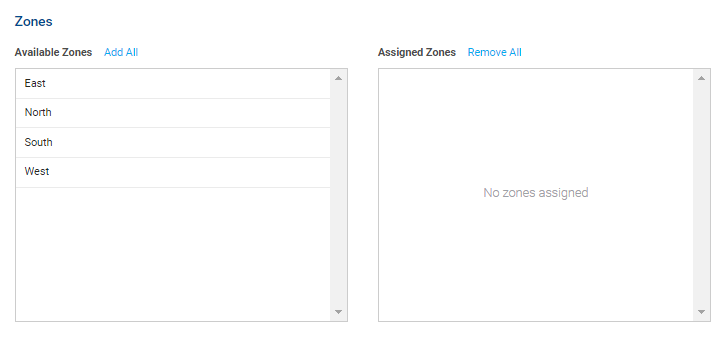 Zones
Available Zones Add All
Assigned Zones Remove All
East
North
South
West
No zones assigned